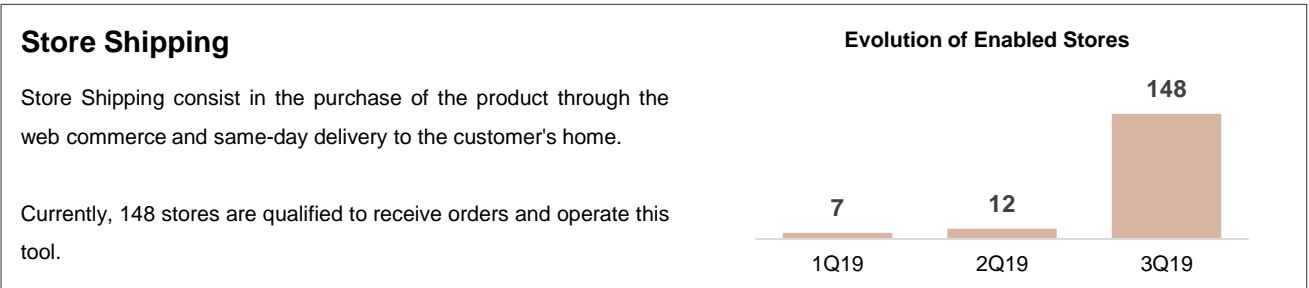 Store Shipping
Store Shipping consist in the purchase of the product through the
web commerce and same-day delivery to the customer's home.
Currently, 148 stores are qualified to receive orders and operate this
tool.
Evolution of Enabled Stores
148
7
12
1Q19
2Q19
3Q19